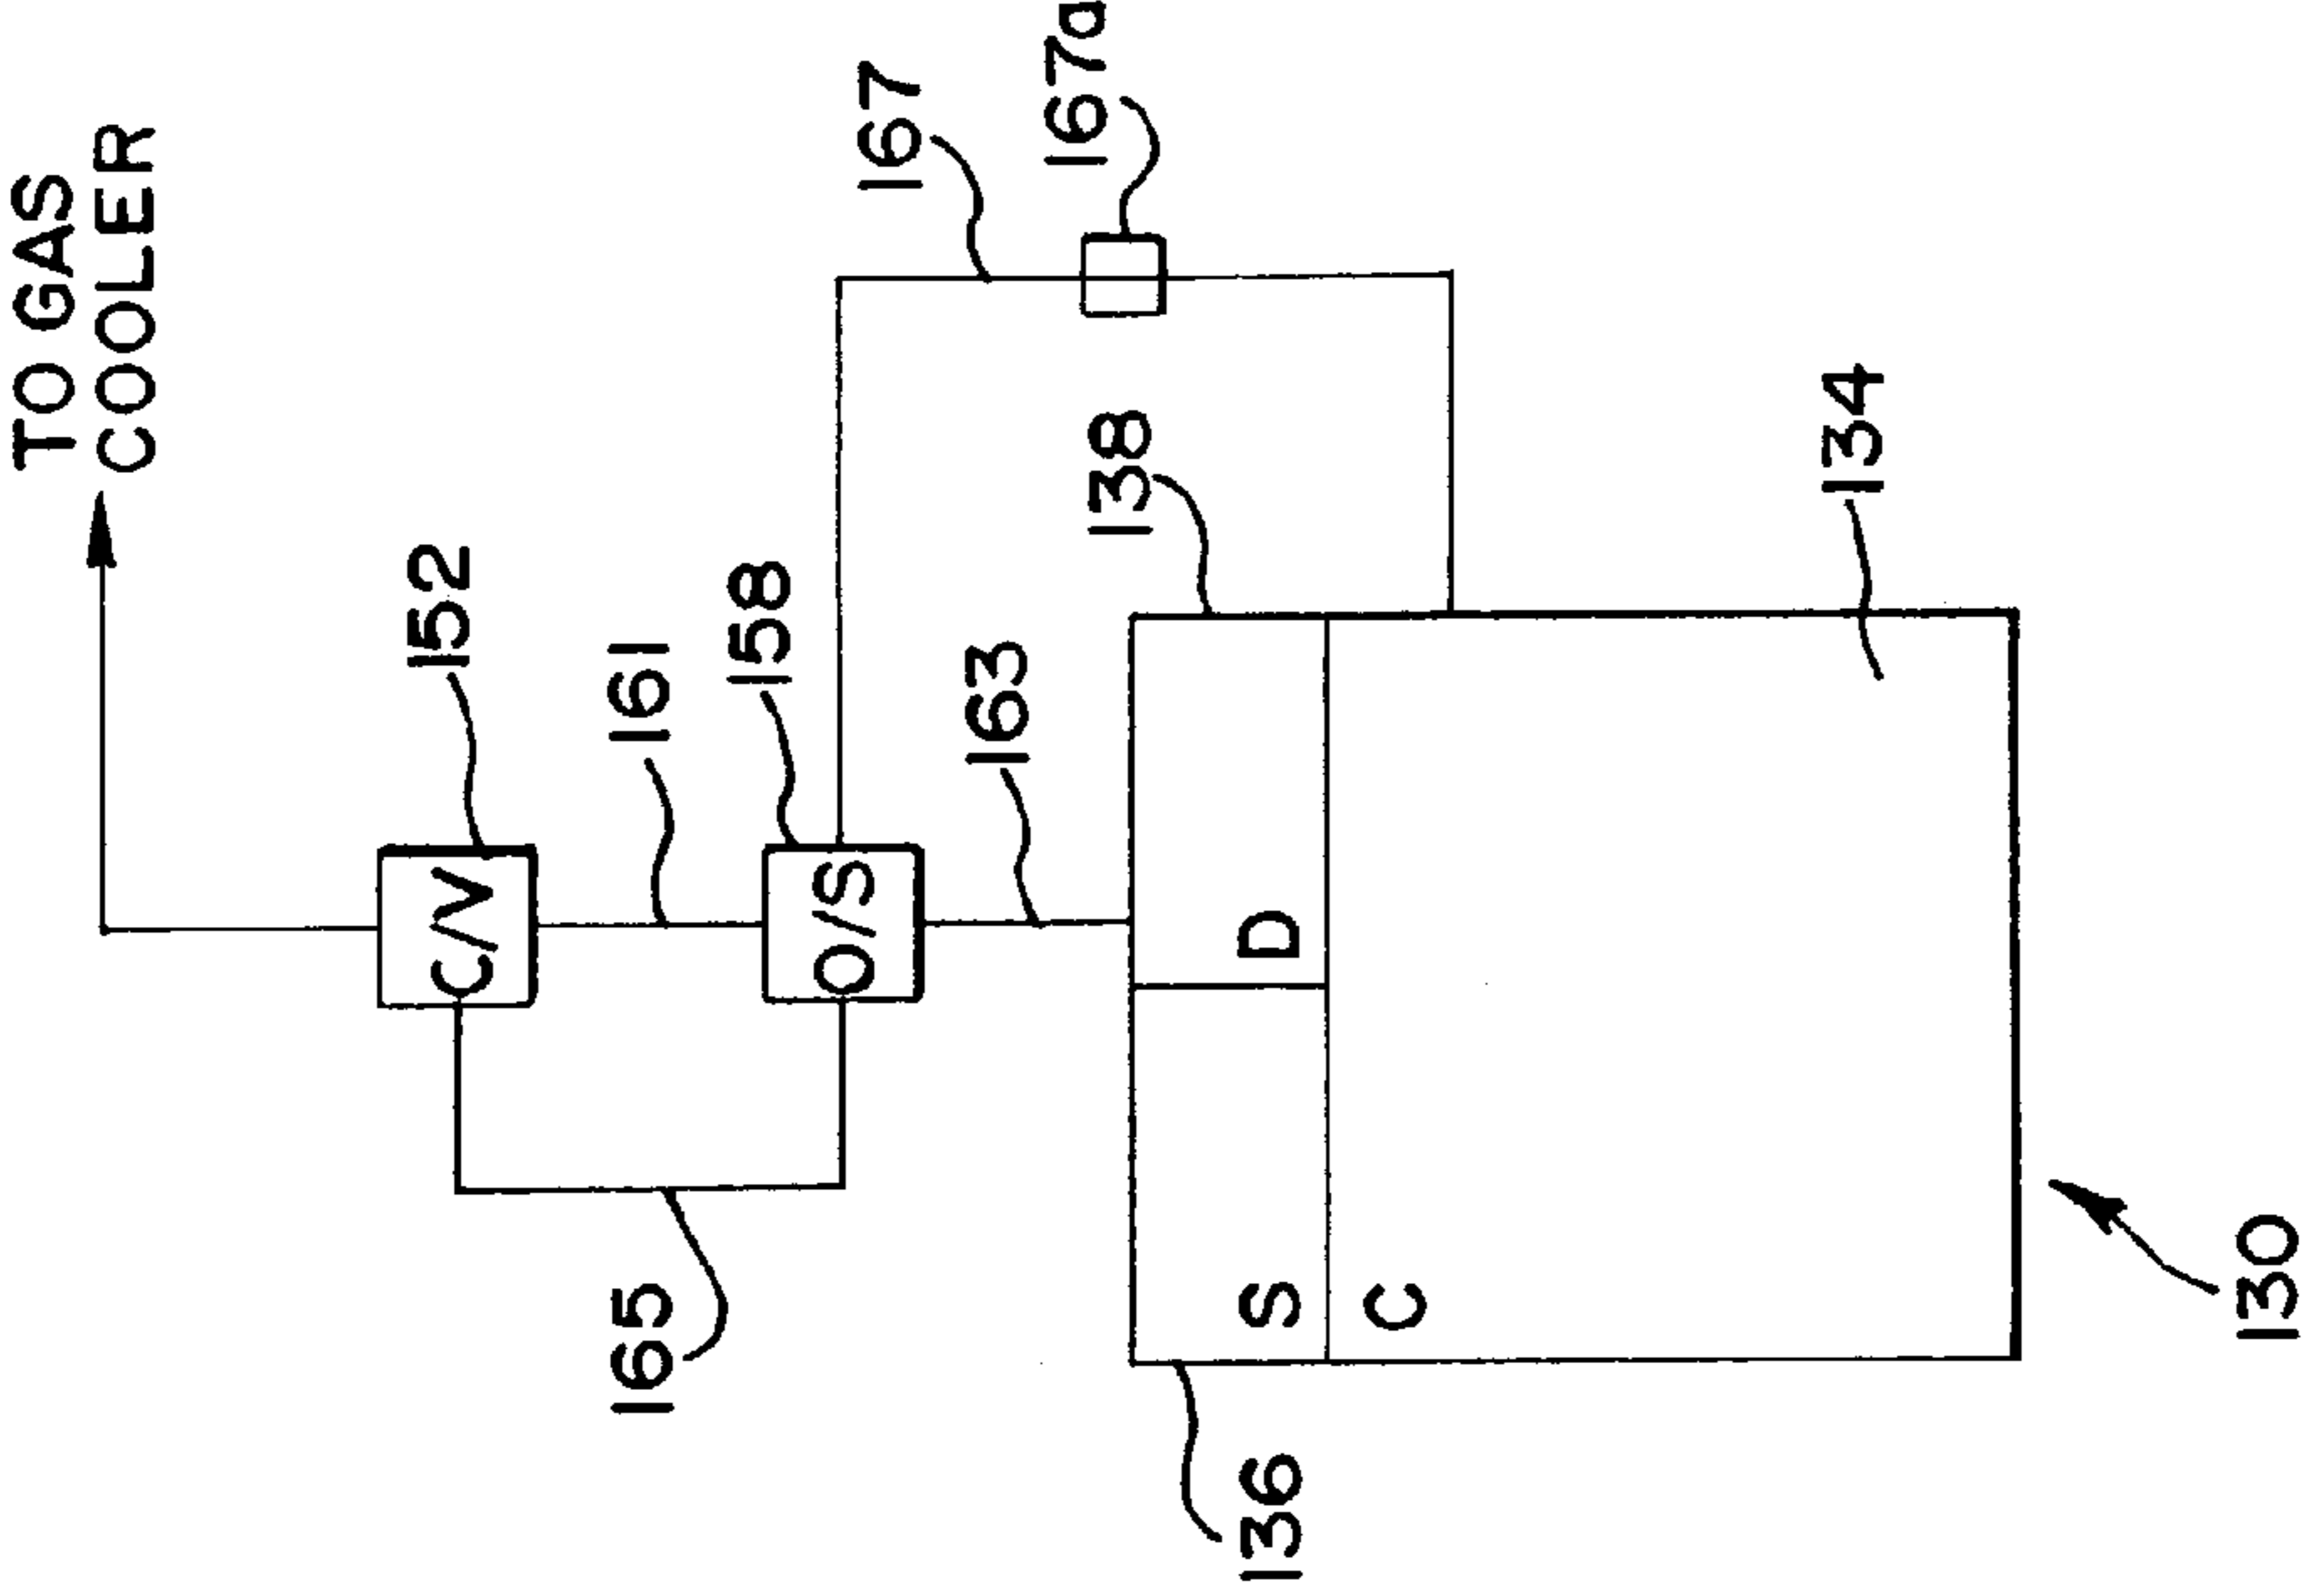 TO GAS
COOLER
152
161
158
163
165
167
167a
138
134
136
130
C/V
O/S
D
S
C